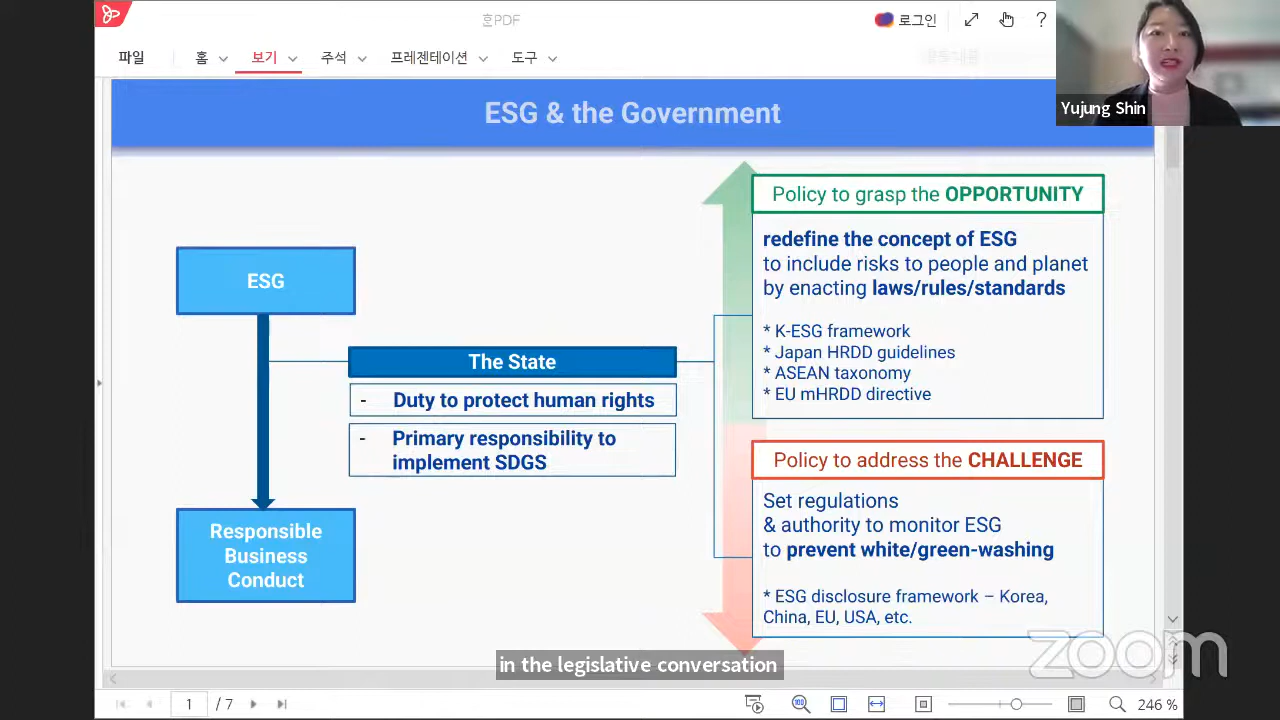 훈PDF
로그인
?
파일
홈
보기
주석
프레젠테이션
도구
Yujung Shin
ESG & the Government
ESG
Responsible
Business
Conduct
The State
- Duty to protect human rights
- Primary responsibility to
implement SDGS
Policy to grasp the OPPORTUNITY
redefine the concept of ESG
to include risks to people and planet
by enacting laws/rules/standards
* K-ESG framework
* Japan HRDD guidelines
* ASEAN taxonomy
* EU mHRDD directive
Policy to address the CHALLENGE
Set regulations
& authority to monitor ESG
to prevent white/green-washing
* ESG disclosure framework – Korea,
China, EU, USA, etc.
in the legislative conversation
zoom
1 / 7
100
246 %